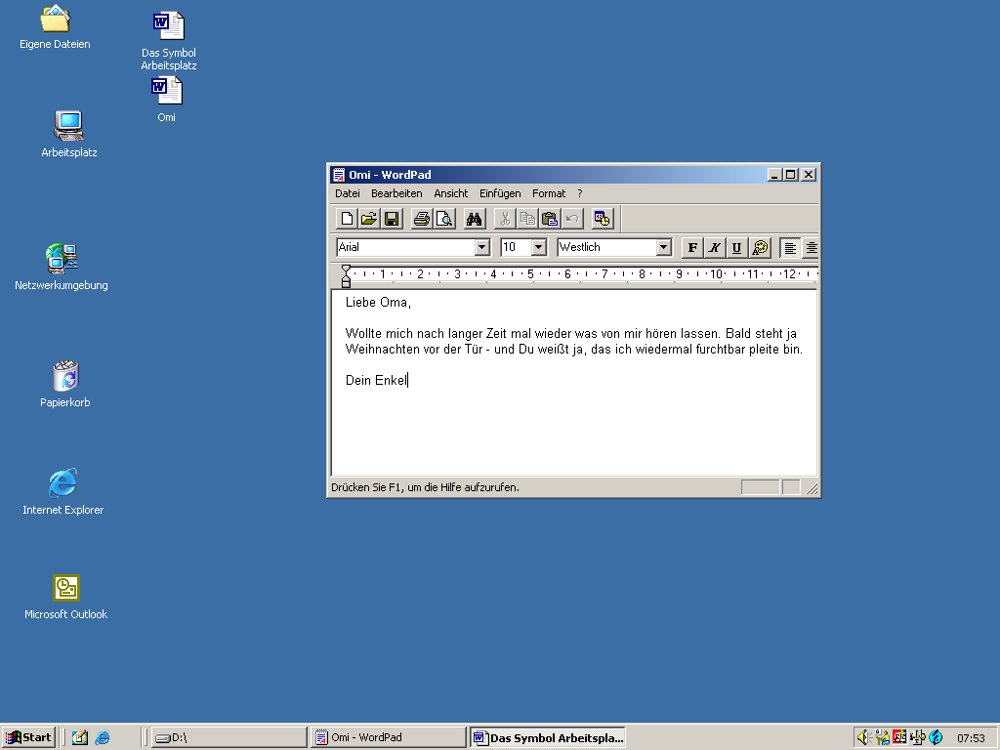 Eigene Dateien
Das Symbol
Arbeitsplatz
Omi
Arbeitsplatz
Netzwerkumgebung
Papierkorb
Internet Explorer
Microsoft Outlook
Omi - WordPad
Datei Bearbeiten Ansicht Einfügen Format ?
Arial 10 Westlich F K U
1 2 3 4 5 6 7 8 9 10 11 12
Liebe Oma,
Wollte mich nach langer Zeit mal wieder was von mir hören lassen. Bald steht ja
Weihnachten vor der Tür - und Du weißt ja, das ich wiedermal furchtbar pleite bin.
Dein Enkel
Drücken Sie F1, um die Hilfe aufzurufen.
Start D:\ Omi - WordPad Das Symbol Arbeitspla... 07:53